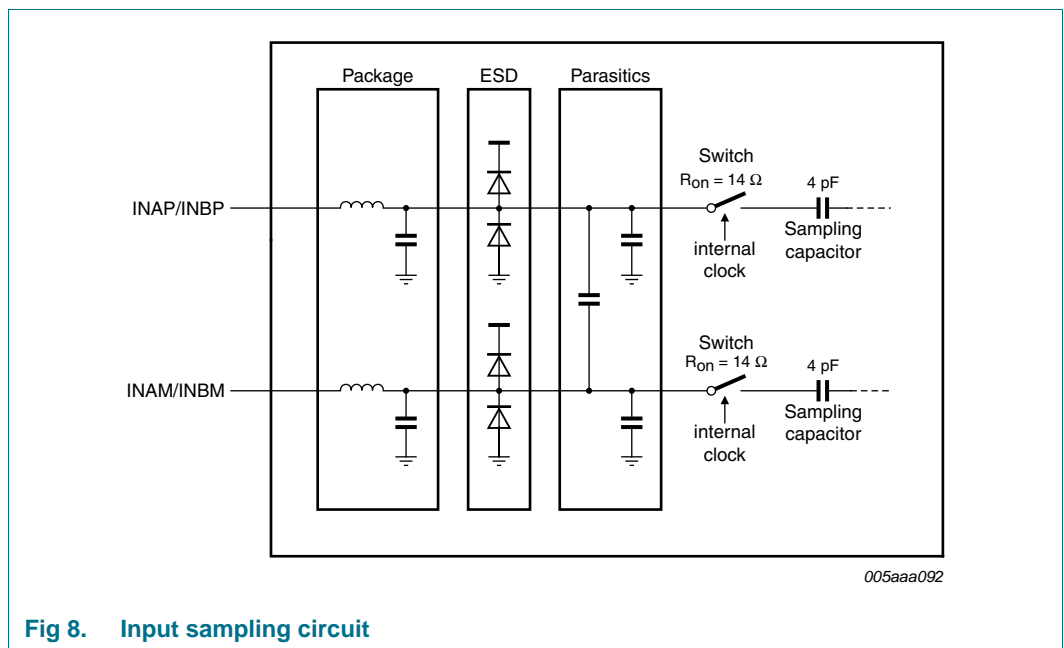 Package
ESD
Parasitics
Switch
Ron = 14 Ω
4 pF
INAP/INBP
internal
clock
Sampling
capacitor
Switch
Ron = 14 Ω
4 pF
INAM/INBM
internal
clock
Sampling
capacitor
005aaa092
Fig 8. Input sampling circuit